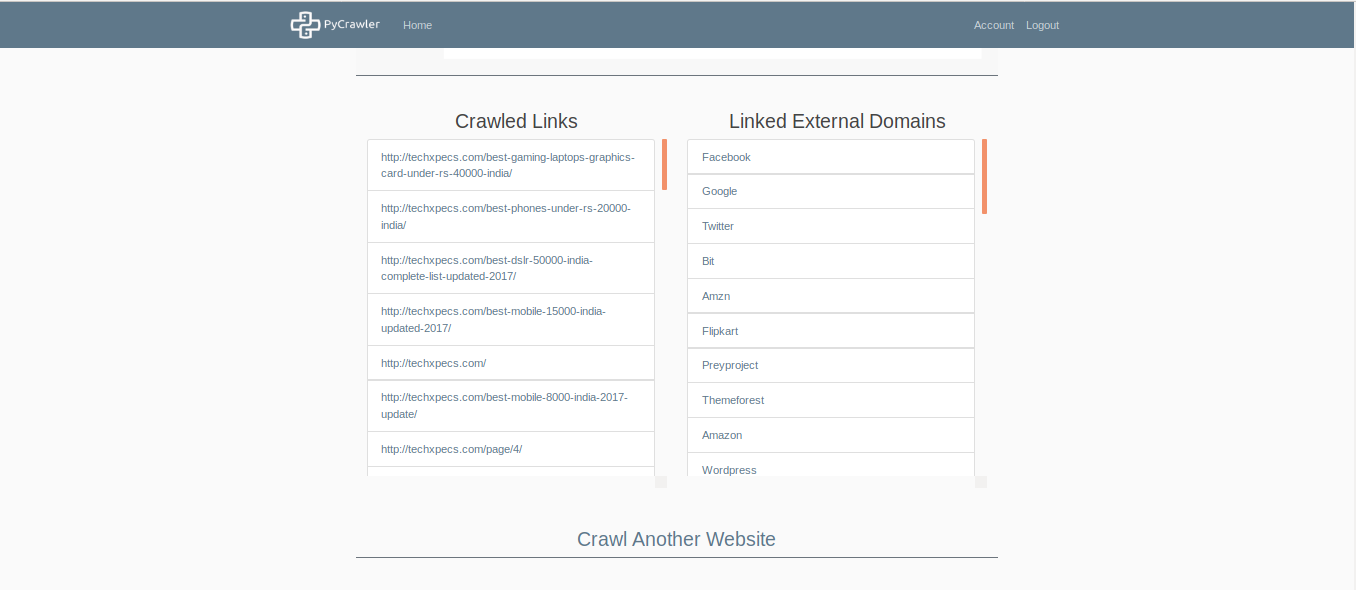 PyCrawler Home Account Logout
Crawled Links
http://techxpecs.com/best-gaming-laptops-graphics-
card-under-rs-40000-india/
http://techxpecs.com/best-phones-under-rs-20000-
india/
http://techxpecs.com/best-dslr-50000-india-
complete-list-updated-2017/
http://techxpecs.com/best-mobile-15000-india-
updated-2017/
http://techxpecs.com/
http://techxpecs.com/best-mobile-8000-india-2017-
update/
http://techxpecs.com/page/4/
Linked External Domains
Facebook
Google
Twitter
Bit
Amzn
Flipkart
Preyproject
Themeforest
Amazon
Wordpress
Crawl Another Website